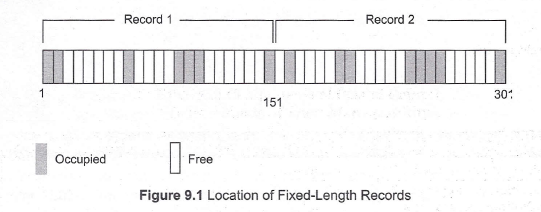 Record 1 Record 2
1 151 301
Occupied Free
Figure 9.1 Location of Fixed-Length Records